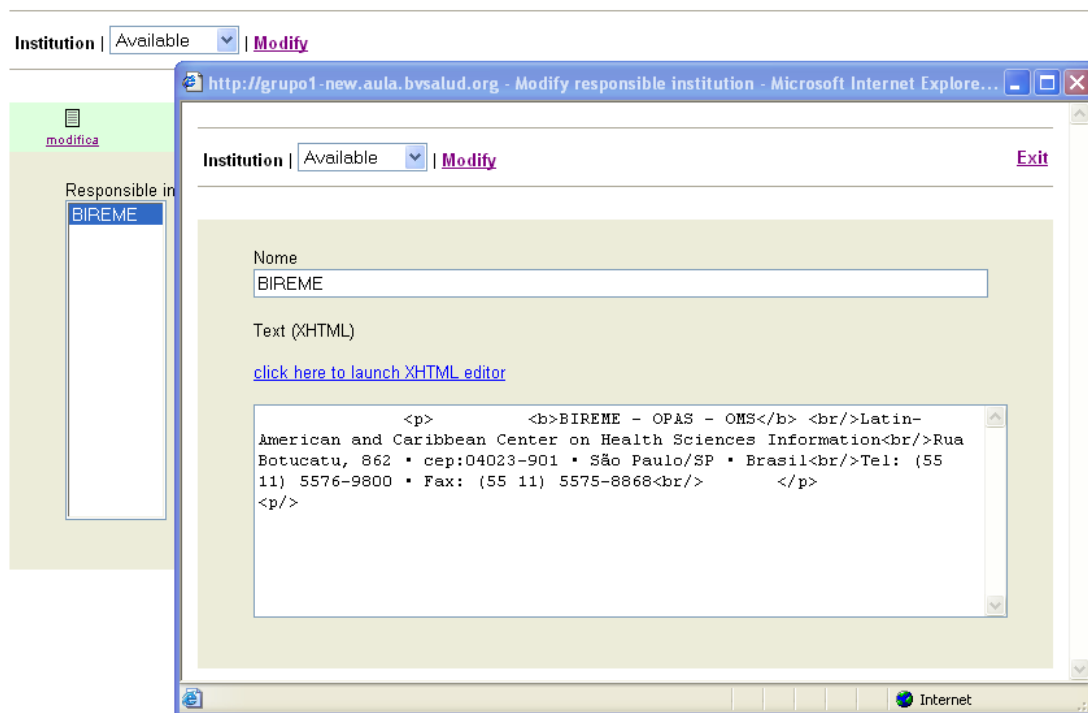 Institution | Available | Modify
http://grupo1-new.aula.bvsalud.org - Modify responsible institution - Microsoft Internet Explore...
modifica
Institution | Available | Modify Exit
Responsible in
BIREME
Nome
BIREME
Text (XHTML)
click here to launch XHTML editor
<p> <b>BIREME - OPAS - OMS</b> <br/>Latin-
American and Caribbean Center on Health Sciences Information<br/>Rua
Botucatu, 862 • cep:04023-901 • São Paulo/SP • Brasil<br/>Tel: (55
11) 5576-9800 • Fax: (55 11) 5575-8868<br/> </p>
<p/>
Internet